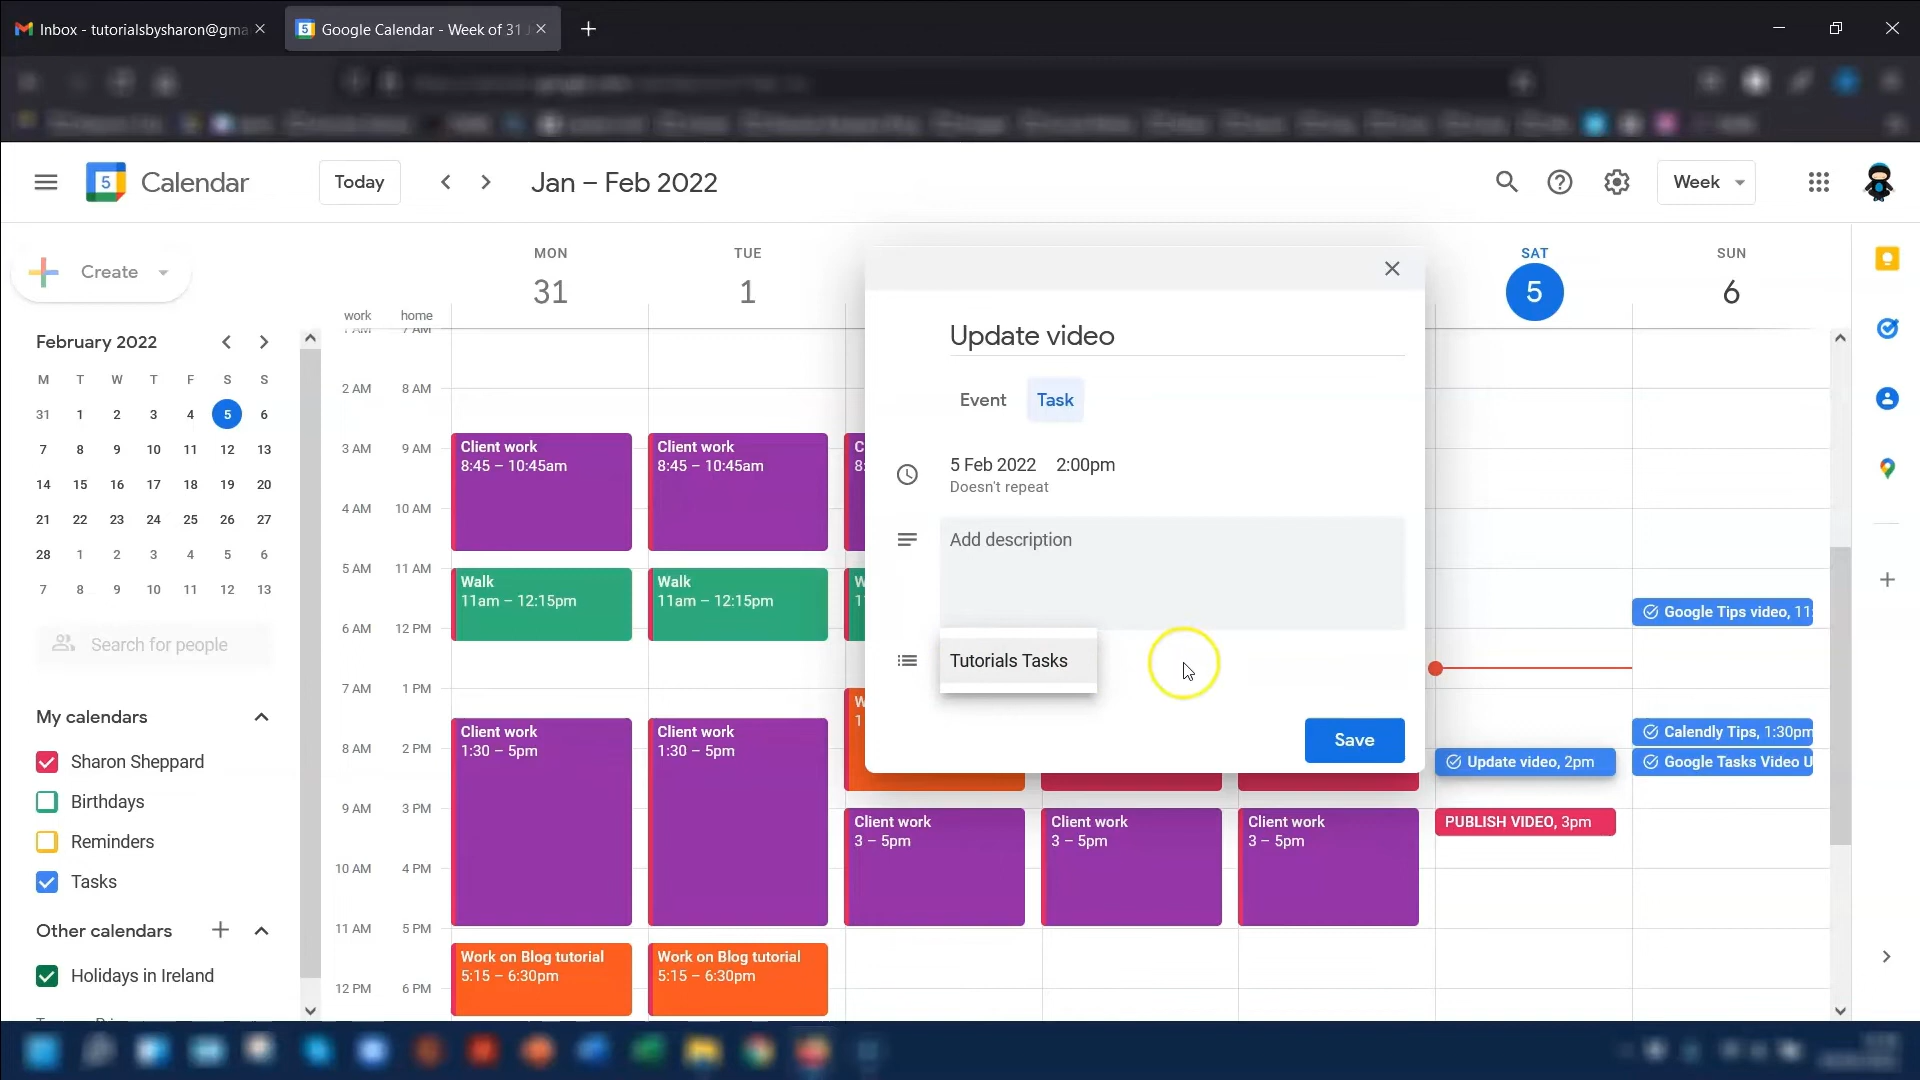 Inbox - tutorialsbysharon@gma
Google Calendar - Week of 31 J
Calendar
Today
Jan – Feb 2022
Week
Create
MON
31
TUE
1
SAT
5
SUN
6
work home
7 AM
2 AM 8 AM
3 AM 9 AM
4 AM 10 AM
5 AM 11 AM
6 AM 12 PM
7 AM 1 PM
8 AM 2 PM
9 AM 3 PM
10 AM 4 PM
11 AM 5 PM
12 PM 6 PM
February 2022
M T W T F S S
31 1 2 3 4 5 6
7 8 9 10 11 12 13
14 15 16 17 18 19 20
21 22 23 24 25 26 27
28 1 2 3 4 5 6
7 8 9 10 11 12 13
Search for people
My calendars
Sharon Sheppard
Birthdays
Reminders
Tasks
Other calendars
Holidays in Ireland
Client work
8:45 – 10:45am
Walk
11am – 12:15pm
Client work
1:30 – 5pm
Work on Blog tutorial
5:15 – 6:30pm
Client work
8:45 – 10:45am
Walk
11am – 12:15pm
Client work
1:30 – 5pm
Work on Blog tutorial
5:15 – 6:30pm
Update video
Event Task
5 Feb 2022 2:00pm
Doesn't repeat
Add description
Tutorials Tasks
Save
Client work
3 – 5pm
Client work
3 – 5pm
Client work
3 – 5pm
Update video, 2pm
PUBLISH VIDEO, 3pm
Google Tips video, 11:
Calendly Tips, 1:30pm
Google Tasks Video U